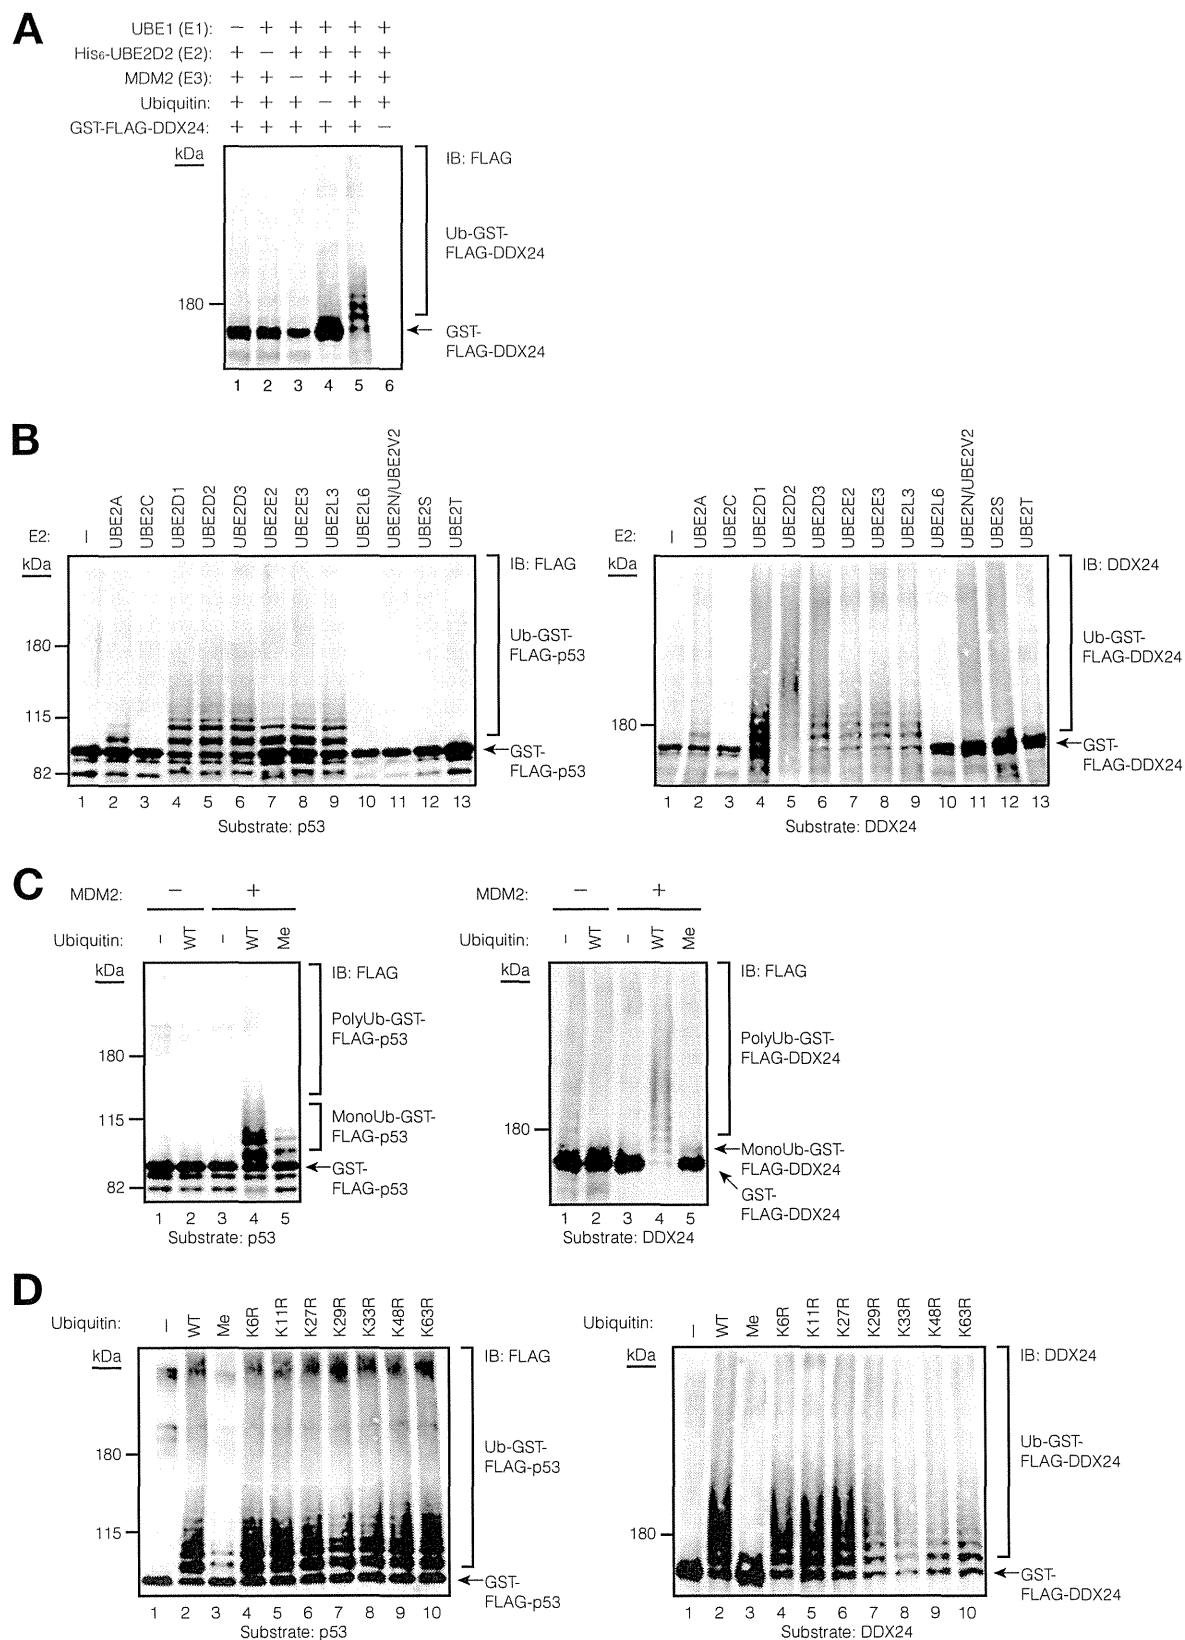 A
UBE1 (E1): − + + + + +
His6-UBE2D2 (E2): + − + + + +
MDM2 (E3): + + − + + +
Ubiquitin: + + + − + +
GST-FLAG-DDX24: + + + + + −
kDa
IB: FLAG
Ub-GST-
FLAG-DDX24
180
GST-
FLAG-DDX24
1 2 3 4 5 6
B
E2: − UBE2A UBE2C UBE2D1 UBE2D2 UBE2D3 UBE2E2 UBE2E3 UBE2L3 UBE2L6 UBE2N/UBE2V2 UBE2S UBE2T
kDa
IB: FLAG
Ub-GST-
FLAG-p53
180
115
GST-
FLAG-p53
82
1 2 3 4 5 6 7 8 9 10 11 12 13
Substrate: p53
E2: − UBE2A UBE2C UBE2D1 UBE2D2 UBE2D3 UBE2E2 UBE2E3 UBE2L3 UBE2L6 UBE2N/UBE2V2 UBE2S UBE2T
kDa
IB: DDX24
Ub-GST-
FLAG-DDX24
180
GST-
FLAG-DDX24
1 2 3 4 5 6 7 8 9 10 11 12 13
Substrate: DDX24
C
MDM2: − +
Ubiquitin: − WT − WT Me
kDa
IB: FLAG
PolyUb-GST-
FLAG-p53
180
115
MonoUb-GST-
FLAG-p53
GST-
FLAG-p53
82
1 2 3 4 5
Substrate: p53
MDM2: − +
Ubiquitin: − WT − WT Me
kDa
IB: FLAG
PolyUb-GST-
FLAG-DDX24
180
MonoUb-GST-
FLAG-DDX24
GST-
FLAG-DDX24
1 2 3 4 5
Substrate: DDX24
D
Ubiquitin: − WT Me K6R K11R K27R K29R K33R K48R K63R
kDa
IB: FLAG
Ub-GST-
FLAG-p53
180
115
GST-
FLAG-p53
1 2 3 4 5 6 7 8 9 10
Substrate: p53
Ubiquitin: − WT Me K6R K11R K27R K29R K33R K48R K63R
kDa
IB: DDX24
Ub-GST-
FLAG-DDX24
180
GST-
FLAG-DDX24
1 2 3 4 5 6 7 8 9 10
Substrate: DDX24